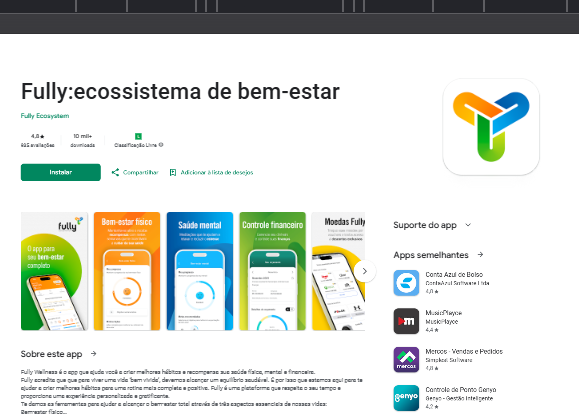 Fully:ecossistema de bem-estar
Fully Ecosystem
4,8★
985 avaliações
10 mil+
downloads
L
Classificação Livre
Instalar
Compartilhar
Adicionar à lista de desejos
fully
O app para
seu bem-estar
completo
Bem-estar físico
Saúde mental
Controle financeiro
Moedas Fully
Suporte do app
Apps semelhantes
Conta Azul de Bolso
ContaAzul Software Ltda
4,8★
MusicPlayce
MusicPlayce
4,4★
Mercos - Vendas e Pedidos
Simplest Software
4,8★
Controle de Ponto Genyo
Genyo - Gestão Inteligente
4,2★
mercos
genyo
Sobre este app
Fully Wellness é o app que ajuda você a criar melhores hábitos e recompensa sua saúde física, mental e financeira.
Fully acredita que que para viver uma vida 'bem vivida', devemos alcançar um equilíbrio saudável. É por isso que estamos aqui para te
ajudar a criar melhores hábitos para uma rotina mais completa e positiva. Fully é uma plataforma que respeita o seu tempo e
proporciona uma experiência personalizada e gratificante.
Te damos as ferramentas para ajudar a alcançar o bem-estar total através de três aspectos essenciais de nossas vidas:
Bem-estar físico...